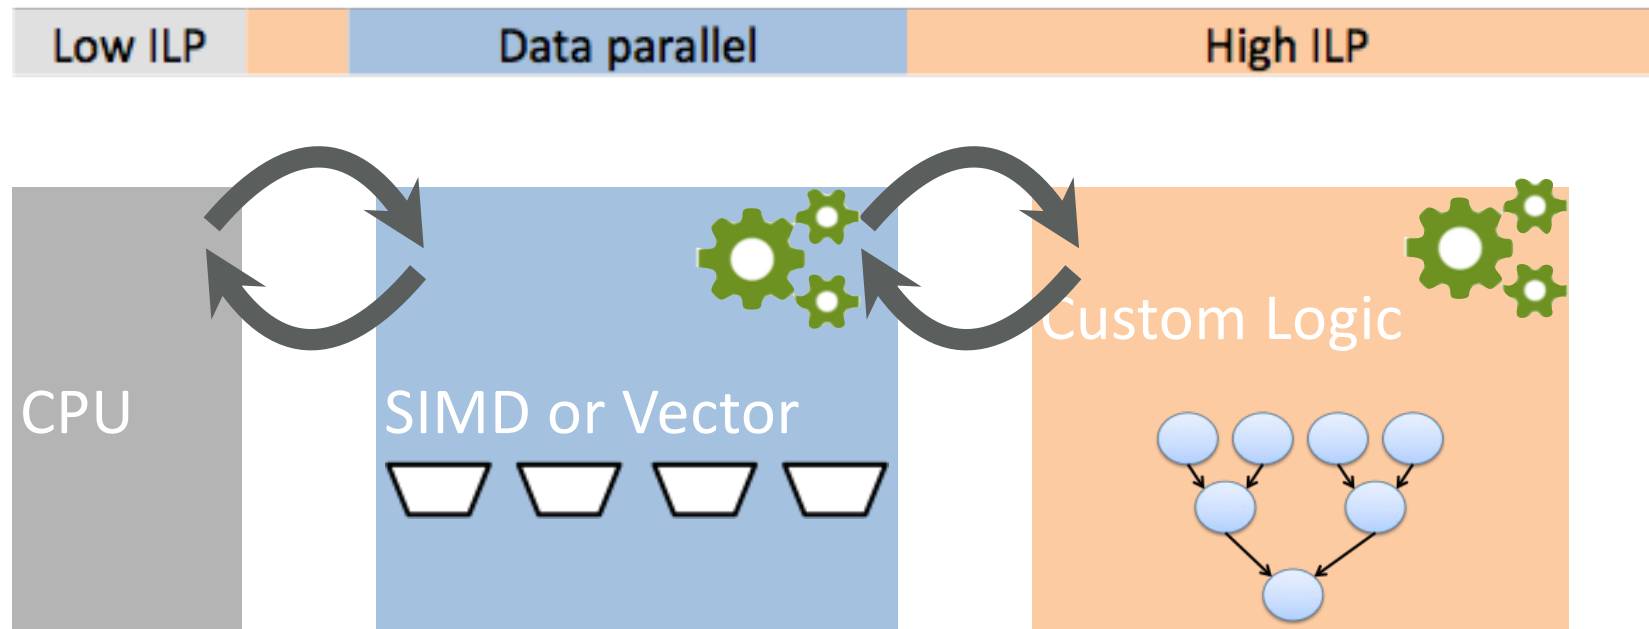 Low ILP
Data parallel
High ILP
Custom Logic
CPU
SIMD or Vector